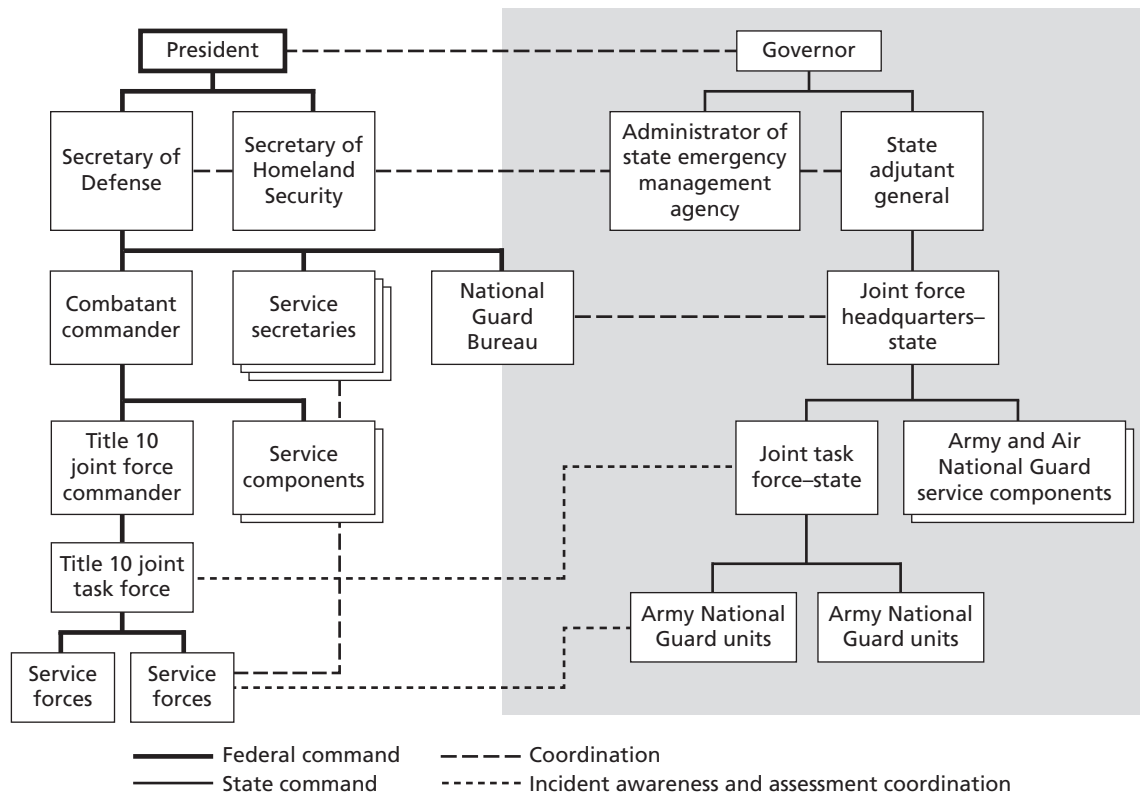 President
Governor
Secretary of
Defense
Secretary of
Homeland
Security
Administrator of
state emergency
management
agency
State
adjutant
general
Combatant
commander
Service
secretaries
National
Guard
Bureau
Joint force
headquarters–
state
Title 10
joint force
commander
Service
components
Joint task
force–state
Army and Air
National Guard
service components
Title 10 joint
task force
Army National
Guard units
Army National
Guard units
Service
forces
Service
forces
Federal command
Coordination
State command
Incident awareness and assessment coordination